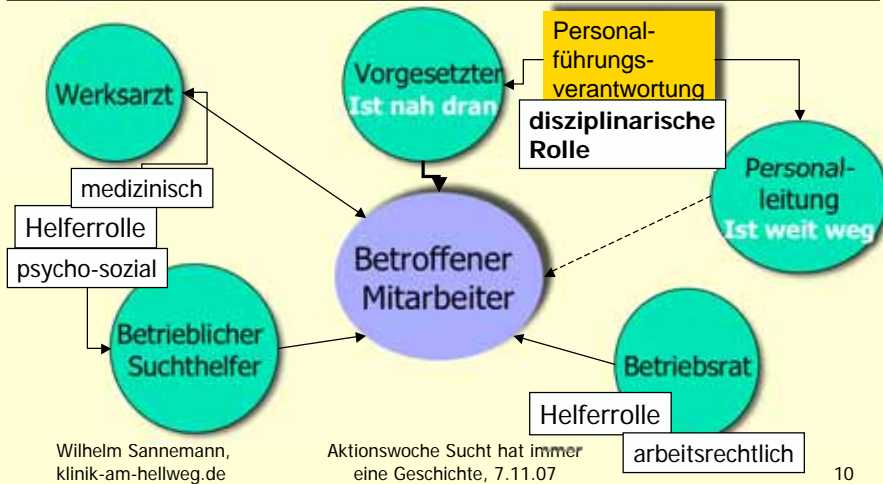 Werksarzt
Vorgesetzter
Ist nah dran
Personal-
führungs-
verantwortung
disziplinarische
Rolle
Personal-
leitung
Ist weit weg
medizinisch
Helferrolle
psycho-sozial
Betroffener
Mitarbeiter
Betrieblicher
Suchthelfer
Betriebsrat
Helferrolle
arbeitsrechtlich
Wilhelm Sannemann,
klinik-am-hellweg.de
Aktionswoche Sucht hat immer
eine Geschichte, 7.11.07
10